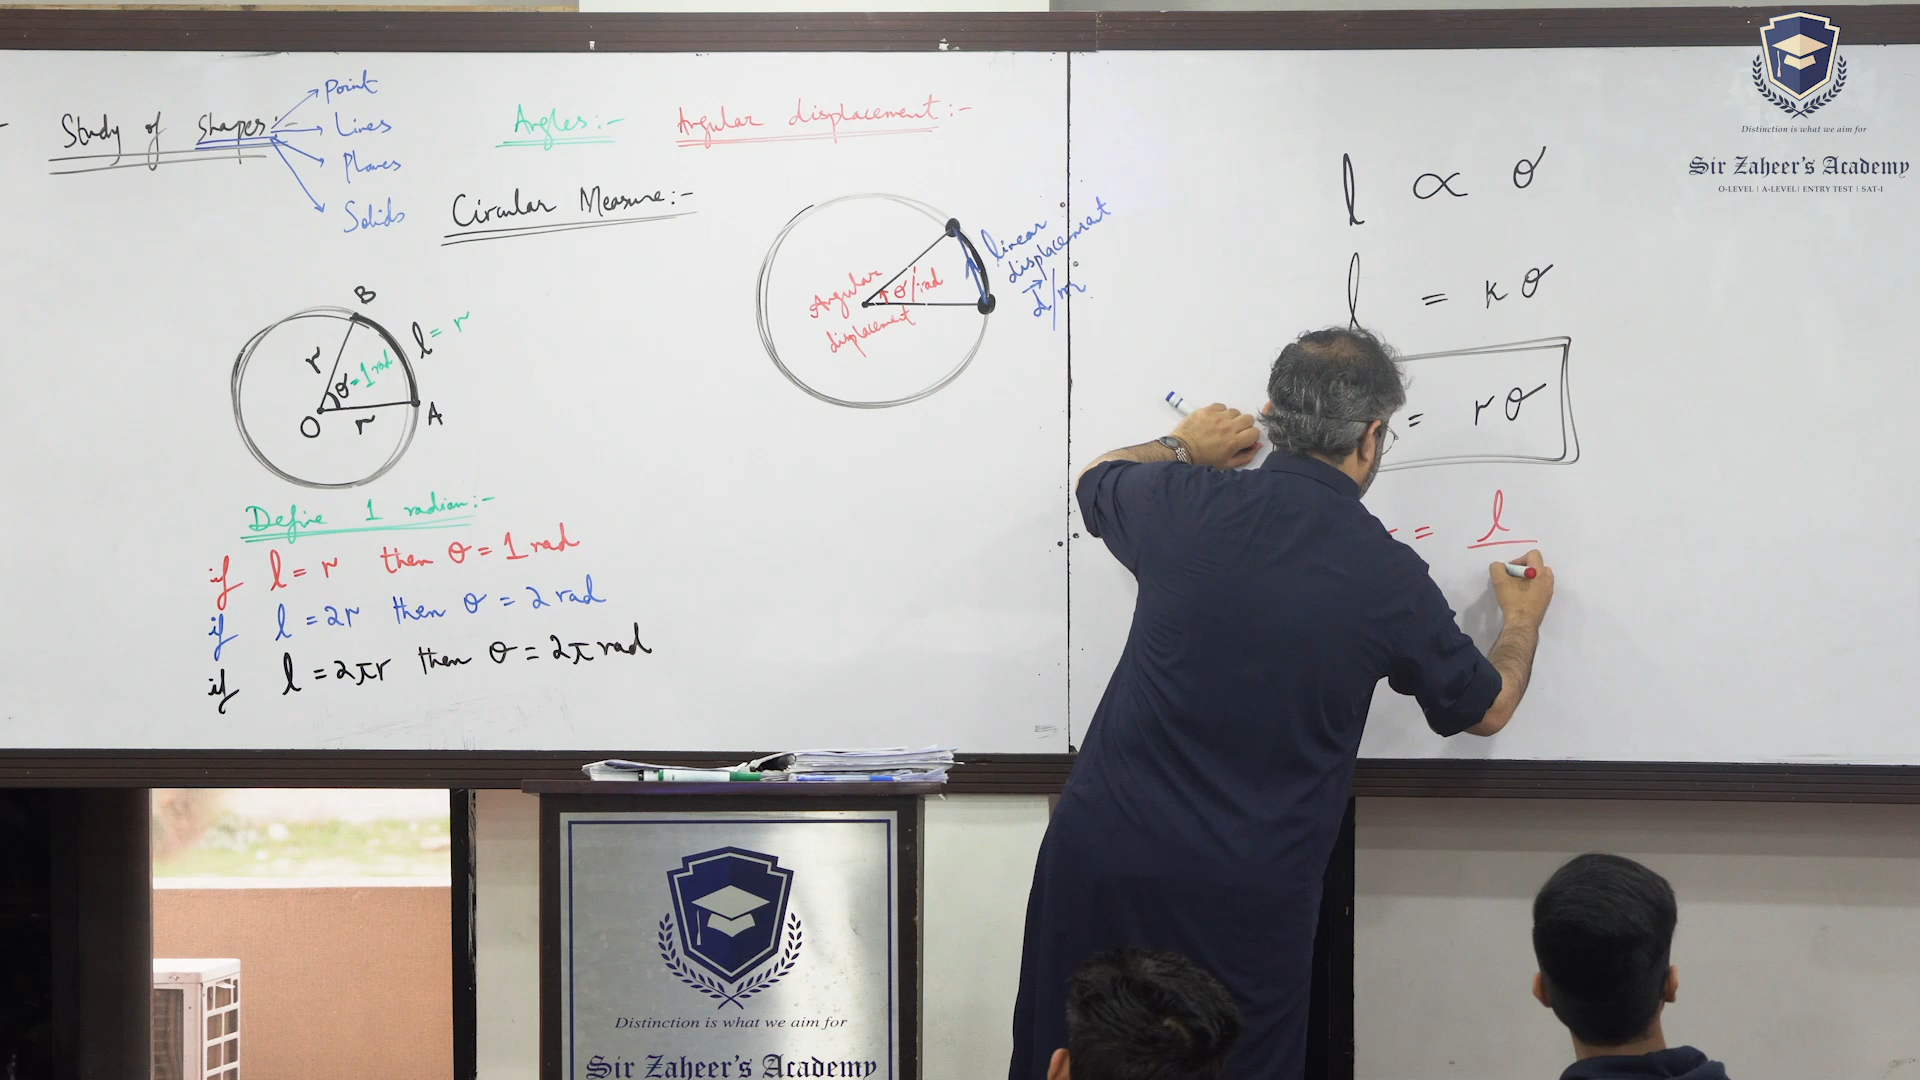 Study of shapes:-
Point
Lines
Planes
Solids
Angles:-
Angular displacement:-
Circular Measure:-
B
r
θ=1 rad
l = r
O
r
A
Angular
displacement
θ/rad
linear
displacement
d/m
Define 1 radian:-
if l = r then θ = 1 rad
if l = 2r then θ = 2 rad
if l = 2πr then θ = 2π rad
l ∝ θ
l = k θ
= r θ
= l
Distinction is what we aim for
Sir Zaheer's Academy
O-LEVEL | A-LEVEL | ENTRY TEST | SAT-I
Distinction is what we aim for
Sir Zaheer's Academy